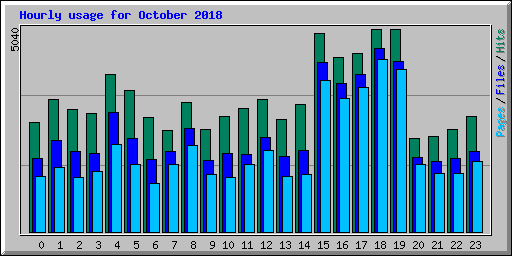 Hourly usage for October 2018
5040
Pages / Files / Hits
0 1 2 3 4 5 6 7 8 9 10 11 12 13 14 15 16 17 18 19 20 21 22 23